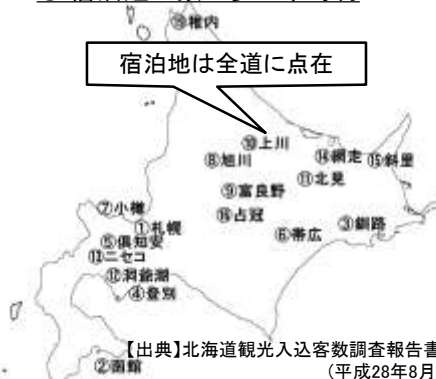 ⑲稚内
宿泊地は全道に点在
⑩上川
⑧旭川
⑭網走
⑮斜里
⑪北見
⑨富良野
⑦小樽
①札幌
⑯占冠
③釧路
⑤倶知安
⑥帯広
⑬ニセコ
⑫洞爺湖
④登別
【出典】北海道観光入込客数調査報告書
(平成28年8月
②函館